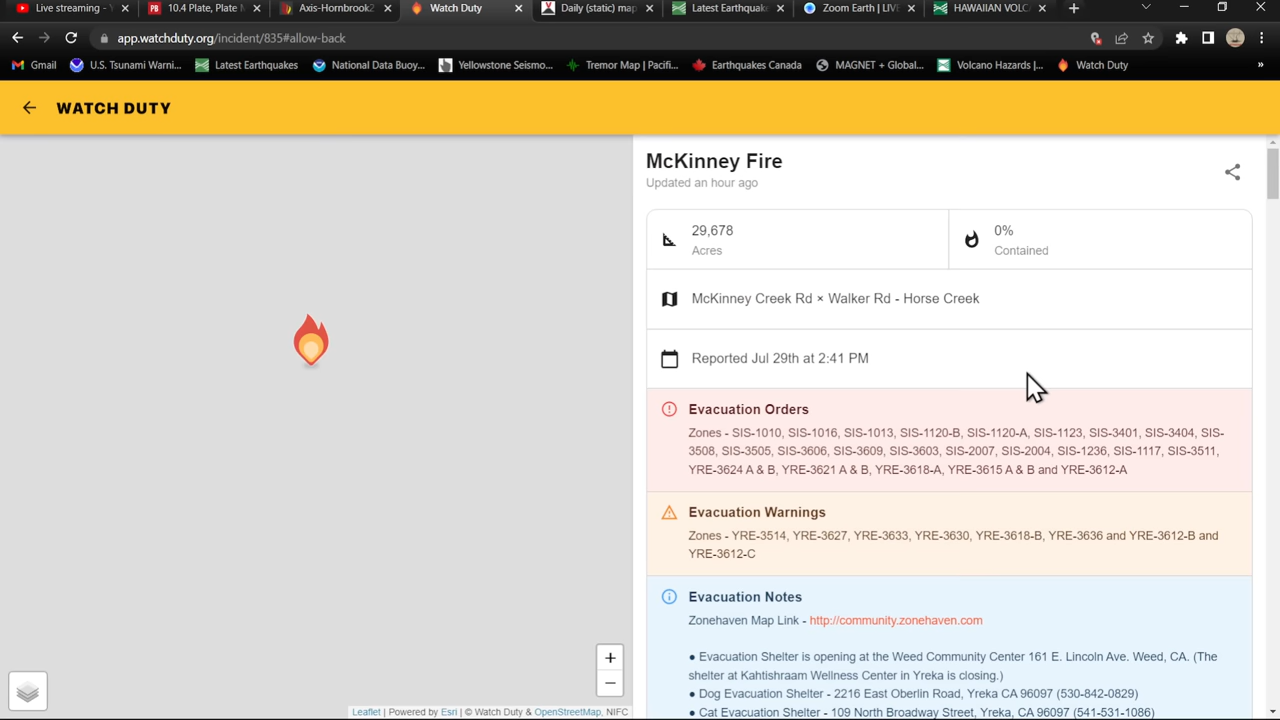 Live streaming - Y
10.4 Plate, Plate M
Axis-Hornbrook2
Watch Duty
Daily (static) map
Latest Earthquake
Zoom Earth | LIVE
HAWAIIAN VOLC
app.watchduty.org/incident/835#allow-back
Gmail
U.S. Tsunami Warni...
Latest Earthquakes
National Data Buoy...
Yellowstone Seismo...
Tremor Map | Pacifi...
Earthquakes Canada
MAGNET + Global...
Volcano Hazards |...
Watch Duty
»
WATCH DUTY
McKinney Fire
Updated an hour ago
29,678
Acres
0%
Contained
McKinney Creek Rd × Walker Rd - Horse Creek
Reported Jul 29th at 2:41 PM
Evacuation Orders
Zones - SIS-1010, SIS-1016, SIS-1013, SIS-1120-B, SIS-1120-A, SIS-1123, SIS-3401, SIS-3404, SIS-
3508, SIS-3505, SIS-3606, SIS-3609, SIS-3603, SIS-2007, SIS-2004, SIS-1236, SIS-1117, SIS-3511,
YRE-3624 A & B, YRE-3621 A & B, YRE-3618-A, YRE-3615 A & B and YRE-3612-A
Evacuation Warnings
Zones - YRE-3514, YRE-3627, YRE-3633, YRE-3630, YRE-3618-B, YRE-3636 and YRE-3612-B and
YRE-3612-C
Evacuation Notes
Zonehaven Map Link - http://community.zonehaven.com
● Evacuation Shelter is opening at the Weed Community Center 161 E. Lincoln Ave. Weed, CA. (The
shelter at Kahtishraam Wellness Center in Yreka is closing.)
● Dog Evacuation Shelter - 2216 East Oberlin Road, Yreka CA 96097 (530-842-0829)
● Cat Evacuation Shelter - 109 North Broadway Street, Yreka, CA 96097 (541-531-1086)
+
−
Leaflet | Powered by Esri | © Watch Duty & OpenStreetMap, NIFC